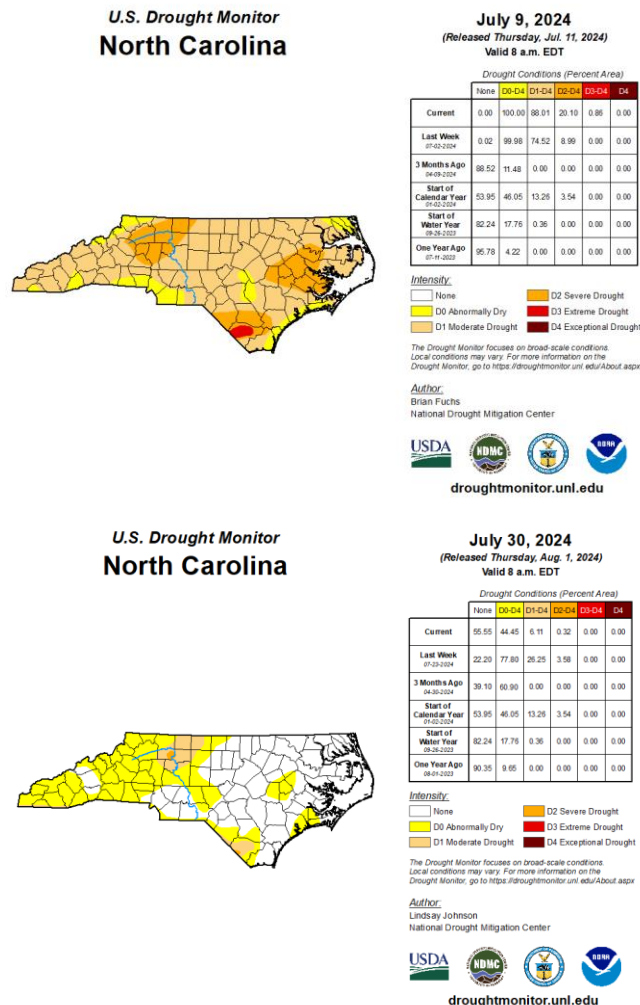 U.S. Drought Monitor
North Carolina
July 9, 2024
(Released Thursday, Jul. 11, 2024)
Valid 8 a.m. EDT
Drought Conditions (Percent Area)
None D0-D4 D1-D4 D2-D4 D3-D4 D4
Current 0.00 100.00 88.01 20.10 0.86 0.00
Last Week
07-02-2024 0.02 99.98 74.52 8.99 0.00 0.00
3 Months Ago
04-09-2024 88.52 11.48 0.00 0.00 0.00 0.00
Start of
Calendar Year
01-02-2024 53.95 46.05 13.26 3.54 0.00 0.00
Start of
Water Year
09-26-2023 82.24 17.76 0.36 0.00 0.00 0.00
One Year Ago
07-11-2023 95.78 4.22 0.00 0.00 0.00 0.00
Intensity:
None
D0 Abnormally Dry
D1 Moderate Drought
D2 Severe Drought
D3 Extreme Drought
D4 Exceptional Drought
The Drought Monitor focuses on broad-scale conditions.
Local conditions may vary. For more information on the
Drought Monitor, go to https://droughtmonitor.unl.edu/About.aspx
Author:
Brian Fuchs
National Drought Mitigation Center
USDA
NDMC
NOAA
droughtmonitor.unl.edu
U.S. Drought Monitor
North Carolina
July 30, 2024
(Released Thursday, Aug. 1, 2024)
Valid 8 a.m. EDT
Drought Conditions (Percent Area)
None D0-D4 D1-D4 D2-D4 D3-D4 D4
Current 55.55 44.45 6.11 0.32 0.00 0.00
Last Week
07-23-2024 22.20 77.80 26.25 3.58 0.00 0.00
3 Months Ago
04-30-2024 39.10 60.90 0.00 0.00 0.00 0.00
Start of
Calendar Year
01-02-2024 53.95 46.05 13.26 3.54 0.00 0.00
Start of
Water Year
09-26-2023 82.24 17.76 0.36 0.00 0.00 0.00
One Year Ago
08-01-2023 90.35 9.65 0.00 0.00 0.00 0.00
Intensity:
None
D0 Abnormally Dry
D1 Moderate Drought
D2 Severe Drought
D3 Extreme Drought
D4 Exceptional Drought
The Drought Monitor focuses on broad-scale conditions.
Local conditions may vary. For more information on the
Drought Monitor, go to https://droughtmonitor.unl.edu/About.aspx
Author:
Lindsay Johnson
National Drought Mitigation Center
USDA
NDMC
NOAA
droughtmonitor.unl.edu